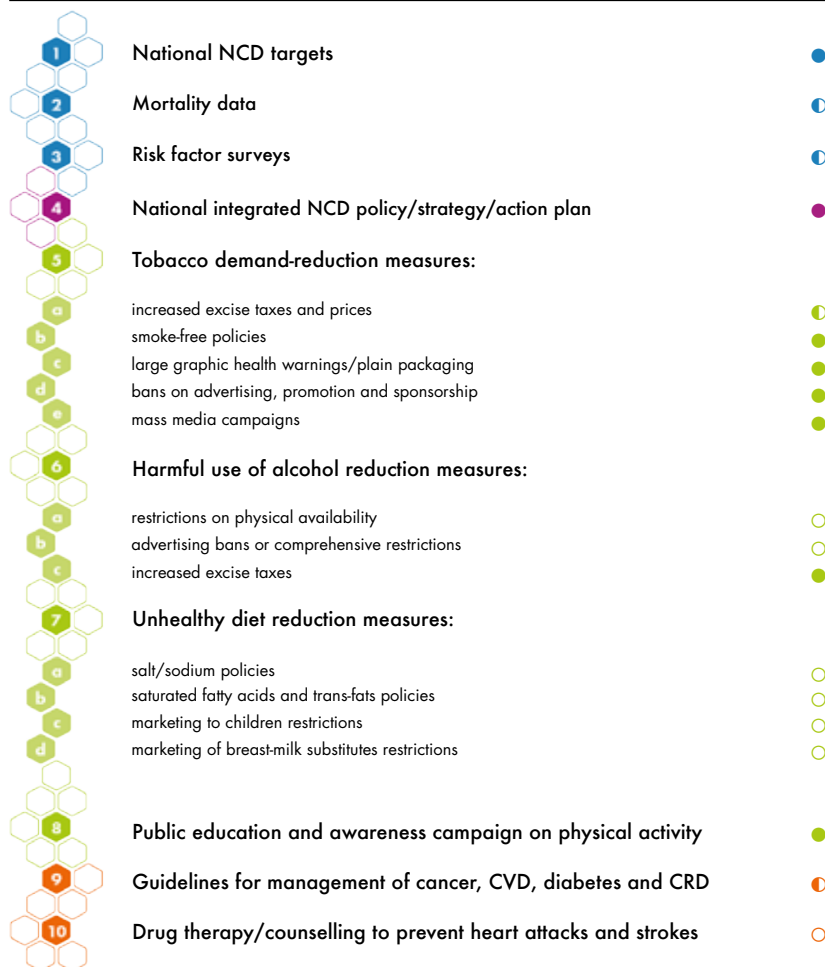 1 National NCD targets
2 Mortality data
3 Risk factor surveys
4 National integrated NCD policy/strategy/action plan
5 Tobacco demand-reduction measures:
a increased excise taxes and prices
b smoke-free policies
c large graphic health warnings/plain packaging
d bans on advertising, promotion and sponsorship
e mass media campaigns
6 Harmful use of alcohol reduction measures:
a restrictions on physical availability
b advertising bans or comprehensive restrictions
c increased excise taxes
7 Unhealthy diet reduction measures:
a salt/sodium policies
b saturated fatty acids and trans-fats policies
c marketing to children restrictions
d marketing of breast-milk substitutes restrictions
8 Public education and awareness campaign on physical activity
9 Guidelines for management of cancer, CVD, diabetes and CRD
10 Drug therapy/counselling to prevent heart attacks and strokes